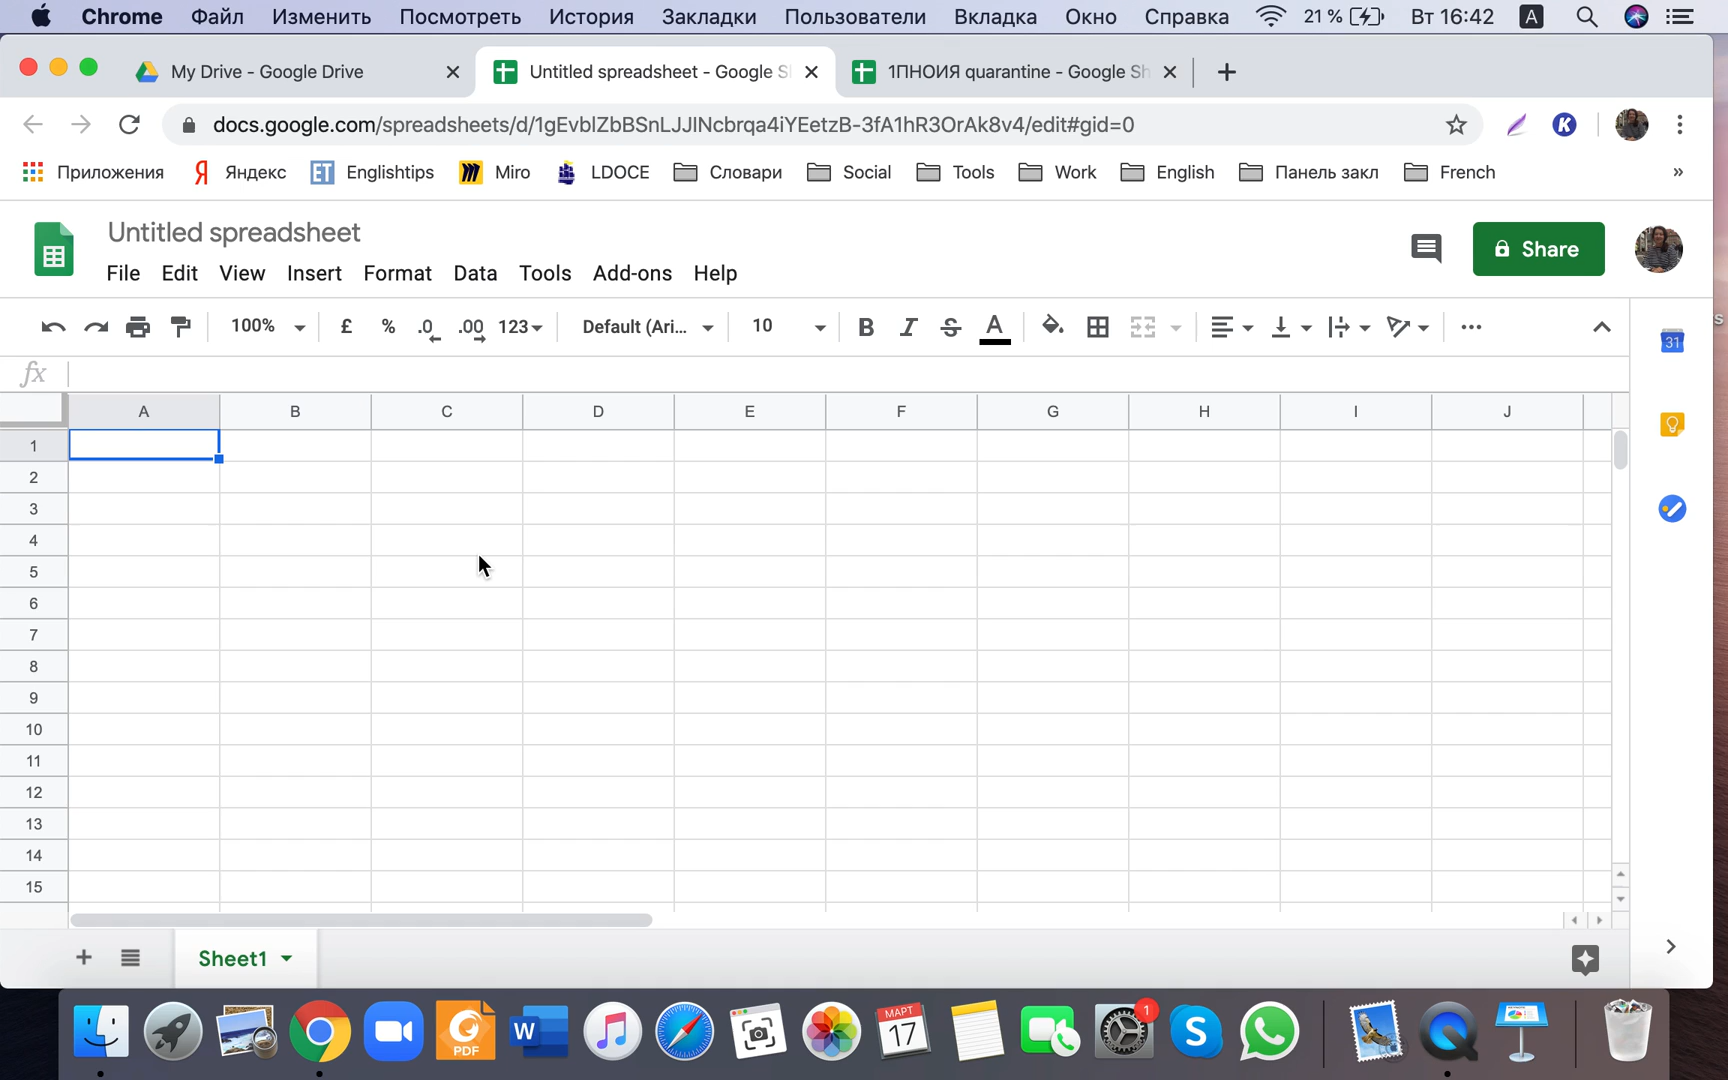 Chrome Файл Изменить Посмотреть История Закладки Пользователи Вкладка Окно Справка 21 % Вт 16:42 A
My Drive - Google Drive Untitled spreadsheet - Google S 1ПНОИЯ quarantine - Google Sh
docs.google.com/spreadsheets/d/1gEvblZbBSnLJJINcbrqa4iYEetzB-3fA1hR3OrAk8v4/edit#gid=0
Приложения Яндекс ET Englishtips Miro LDOCE Словари Social Tools Work English Панель закл French »
Untitled spreadsheet
File Edit View Insert Format Data Tools Add-ons Help
Share
100% £ % .0 .00 123 Default (Ari... 10 B I S A
31
fx
A B C D E F G H I J
1
2
3
4
5
6
7
8
9
10
11
12
13
14
15
Sheet1
PDF W МАРТ 17 1 S